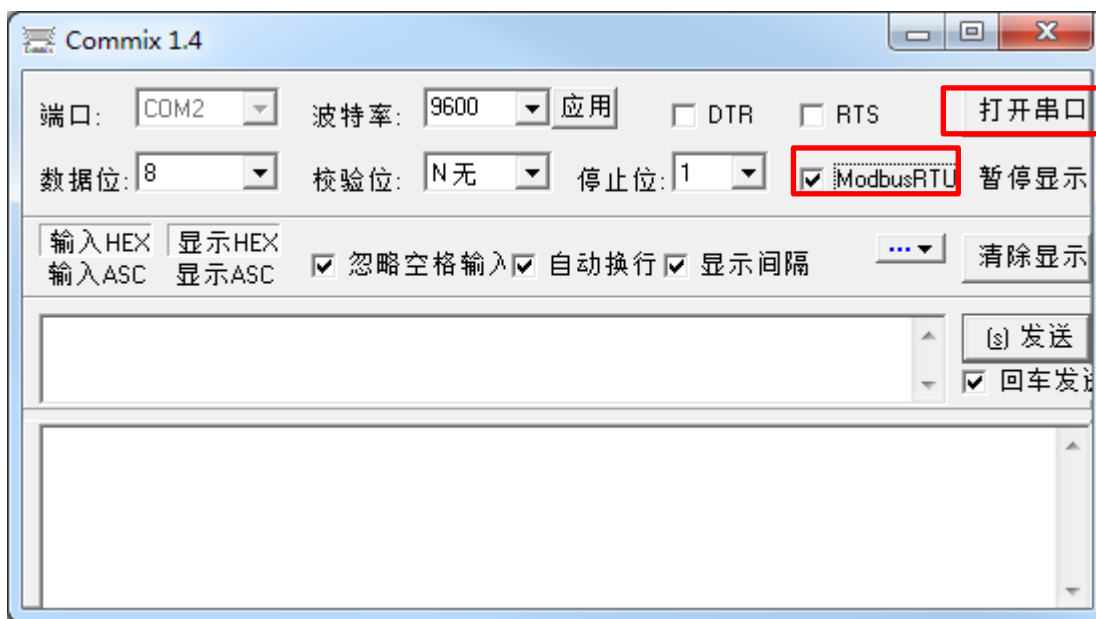 Commix 1.4
端口: COM2 波特率: 9600 应用 DTR RTS 打开串口
数据位: 8 校验位: N 无 停止位: 1 ModbusRTU 暂停显示
输入HEX 显示HEX
输入ASC 显示ASC 忽略空格输入 自动换行 显示间隔 ... 清除显示
(s) 发送
回车发送